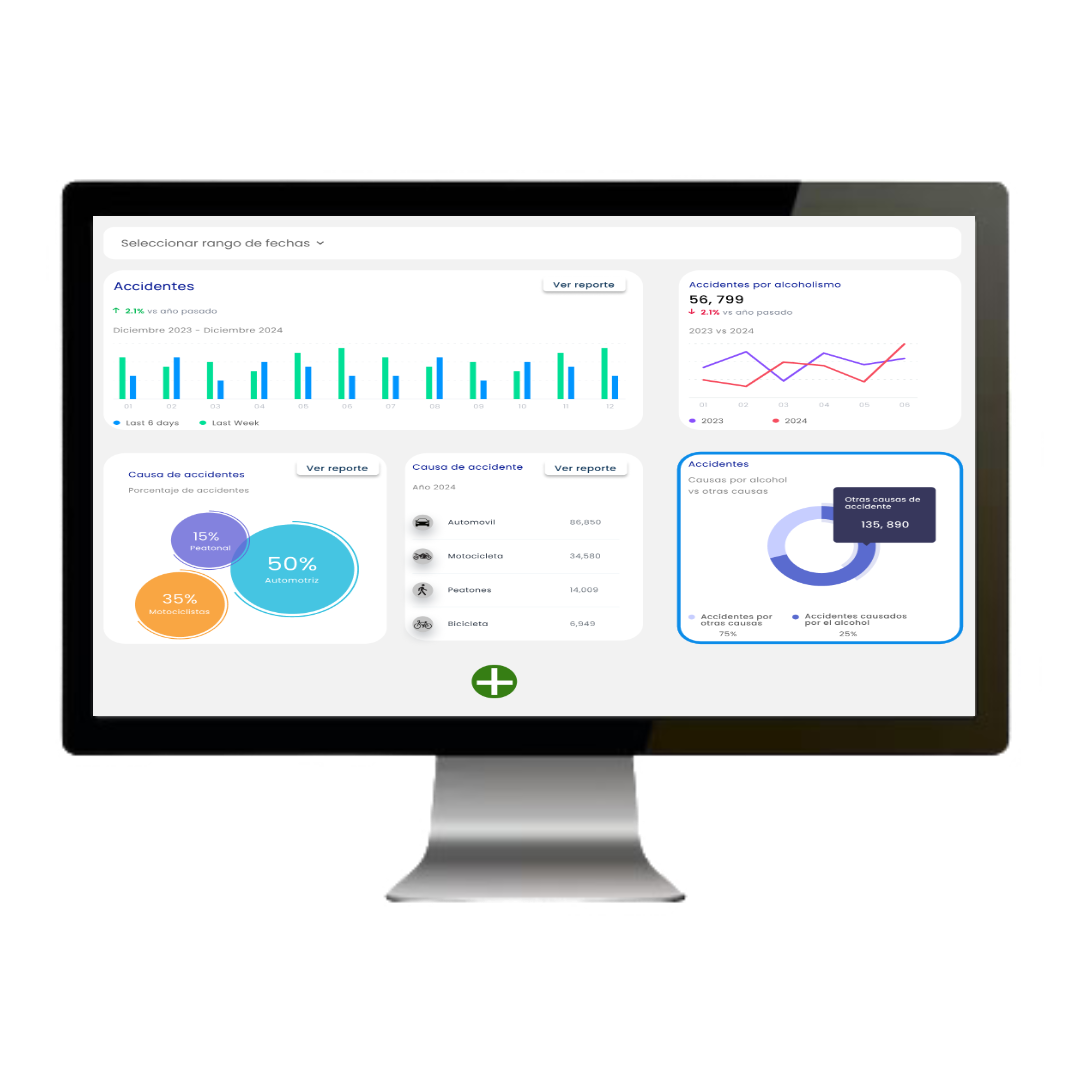 Seleccionar rango de fechas
Accidentes
Ver reporte
2.1% vs año pasado
Diciembre 2023 - Diciembre 2024
01 02 03 04 05 06 07 08 09 10 11 12
Last 6 days Last Week
Accidentes por alcoholismo
56, 799
2.1% vs año pasado
2023 vs 2024
01 02 03 04 05 06
2023 2024
Causa de accidentes
Ver reporte
Porcentaje de accidentes
15%
Peatonal
50%
Automotriz
35%
Motociclistas
Causa de accidente
Ver reporte
Año 2024
Automovil 86,850
Motocicleta 34,580
Peatones 14,009
Bicicleta 6,949
Accidentes
Causas por alcohol
vs otras causas
Otras causas de
accidente
135, 890
Accidentes por
otras causas
75%
Accidentes causados
por el alcohol
25%